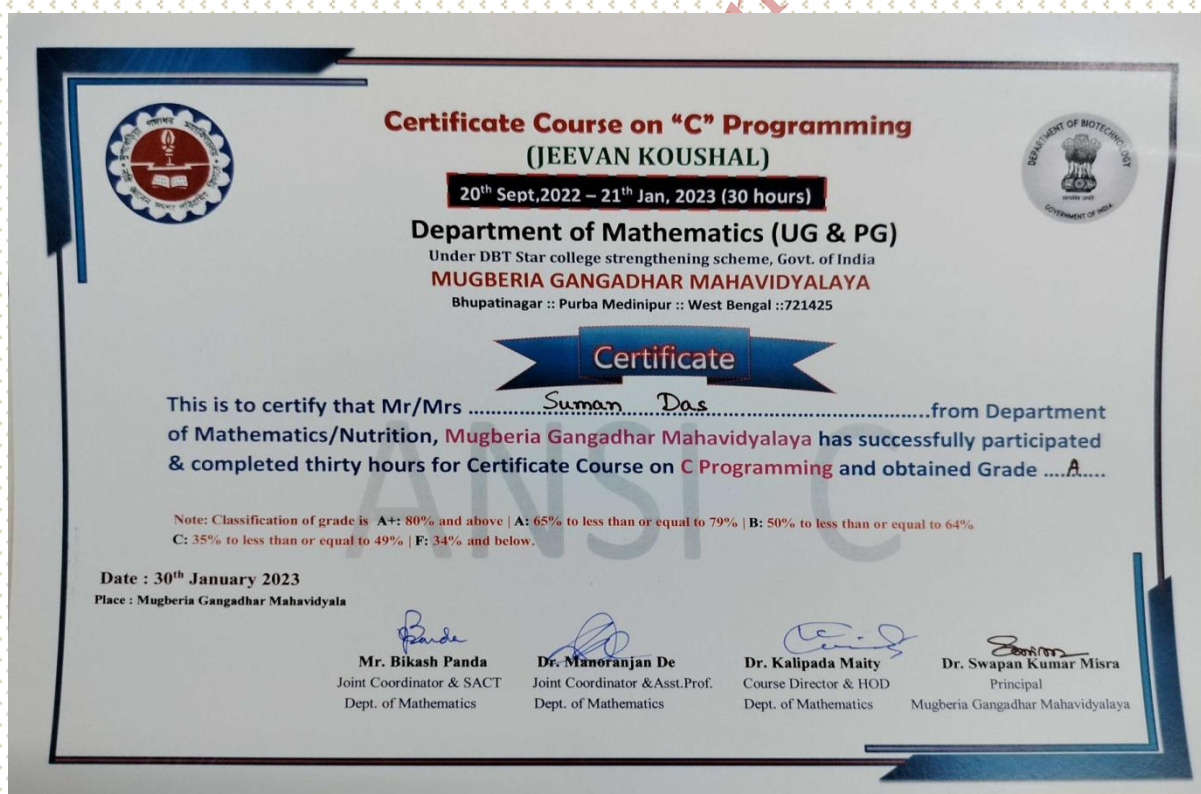 Certificate Course on “C” Programming
(JEEVAN KOUSHAL)
20th Sept,2022 – 21th Jan, 2023 (30 hours)
Department of Mathematics (UG & PG)
Under DBT Star college strengthening scheme, Govt. of India
MUGBERIA GANGADHAR MAHAVIDYALAYA
Bhupatinagar :: Purba Medinipur :: West Bengal ::721425
DEPARTMENT OF BIOTECHNOLOGY
GOVERNMENT OF INDIA
Certificate
This is to certify that Mr/Mrs ............Suman Das....................................from Department
of Mathematics/Nutrition, Mugberia Gangadhar Mahavidyalaya has successfully participated
& completed thirty hours for Certificate Course on C Programming and obtained Grade ....A....
ANSI C
Note: Classification of grade is A+: 80% and above | A: 65% to less than or equal to 79% | B: 50% to less than or equal to 64%
C: 35% to less than or equal to 49% | F: 34% and below.
Date : 30th January 2023
Place : Mugberia Gangadhar Mahavidyala
Mr. Bikash Panda
Joint Coordinator & SACT
Dept. of Mathematics
Dr. Manoranjan De
Joint Coordinator &Asst.Prof.
Dept. of Mathematics
Dr. Kalipada Maity
Course Director & HOD
Dept. of Mathematics
Dr. Swapan Kumar Misra
Principal
Mugberia Gangadhar Mahavidyalaya